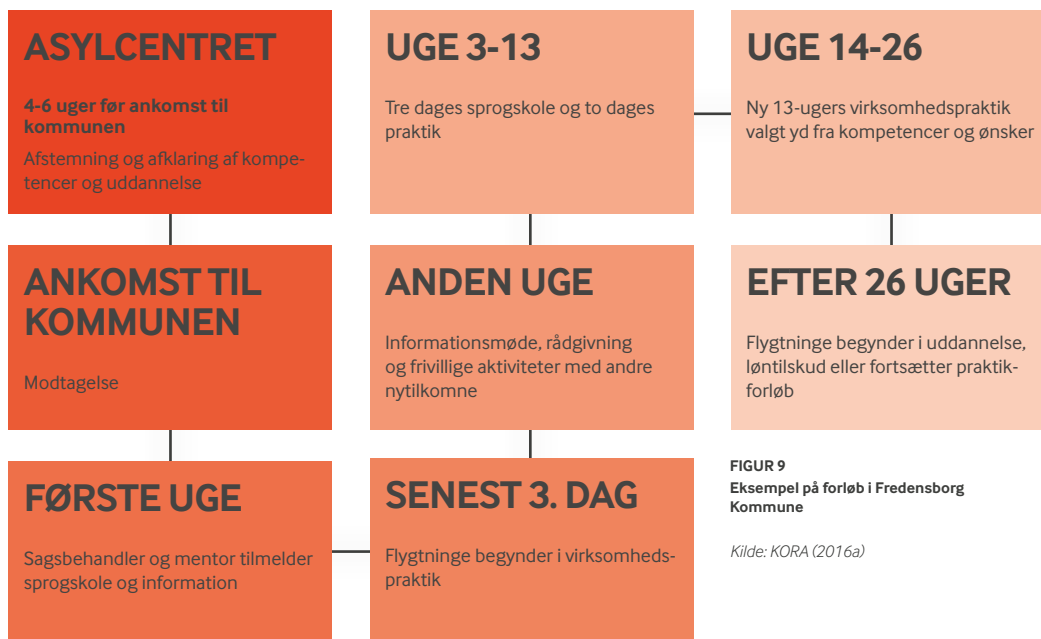 ASYLCENTRET
4-6 uger før ankomst til
kommunen
Afstemning og afklaring af kompe-
tencer og uddannelse
ANKOMST TIL
KOMMUNEN
Modtagelse
FØRSTE UGE
Sagsbehandler og mentor tilmelder
sprogskole og information
SENEST 3. DAG
Flygtninge begynder i virksomheds-
praktik
ANDEN UGE
Informationsmøde, rådgivning
og frivillige aktiviteter med andre
nytilkomne
UGE 3-13
Tre dages sprogskole og to dages
praktik
UGE 14-26
Ny 13-ugers virksomhedspraktik
valgt yd fra kompetencer og ønsker
EFTER 26 UGER
Flygtninge begynder i uddannelse,
løntilskud eller fortsætter praktik-
forløb
FIGUR 9
Eksempel på forløb i Fredensborg
Kommune
Kilde: KORA (2016a)